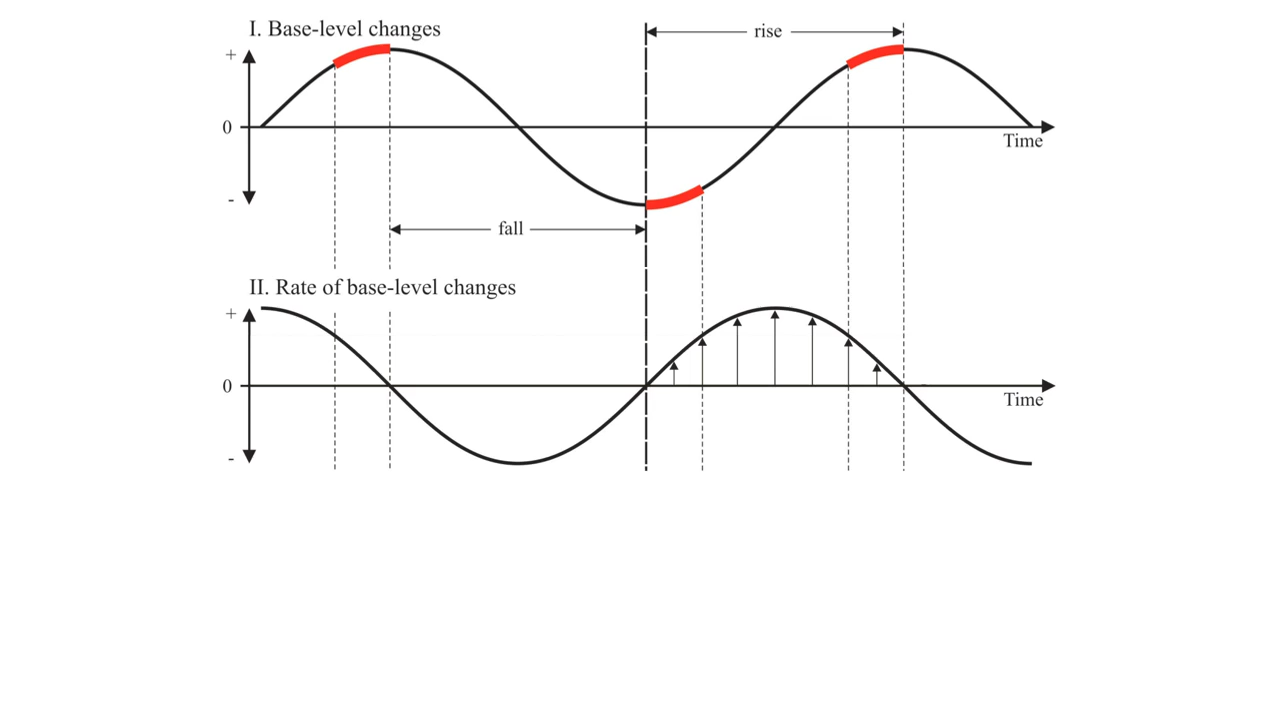 I. Base-level changes
rise
+
0
Time
-
fall
II. Rate of base-level changes
+
0
Time
-